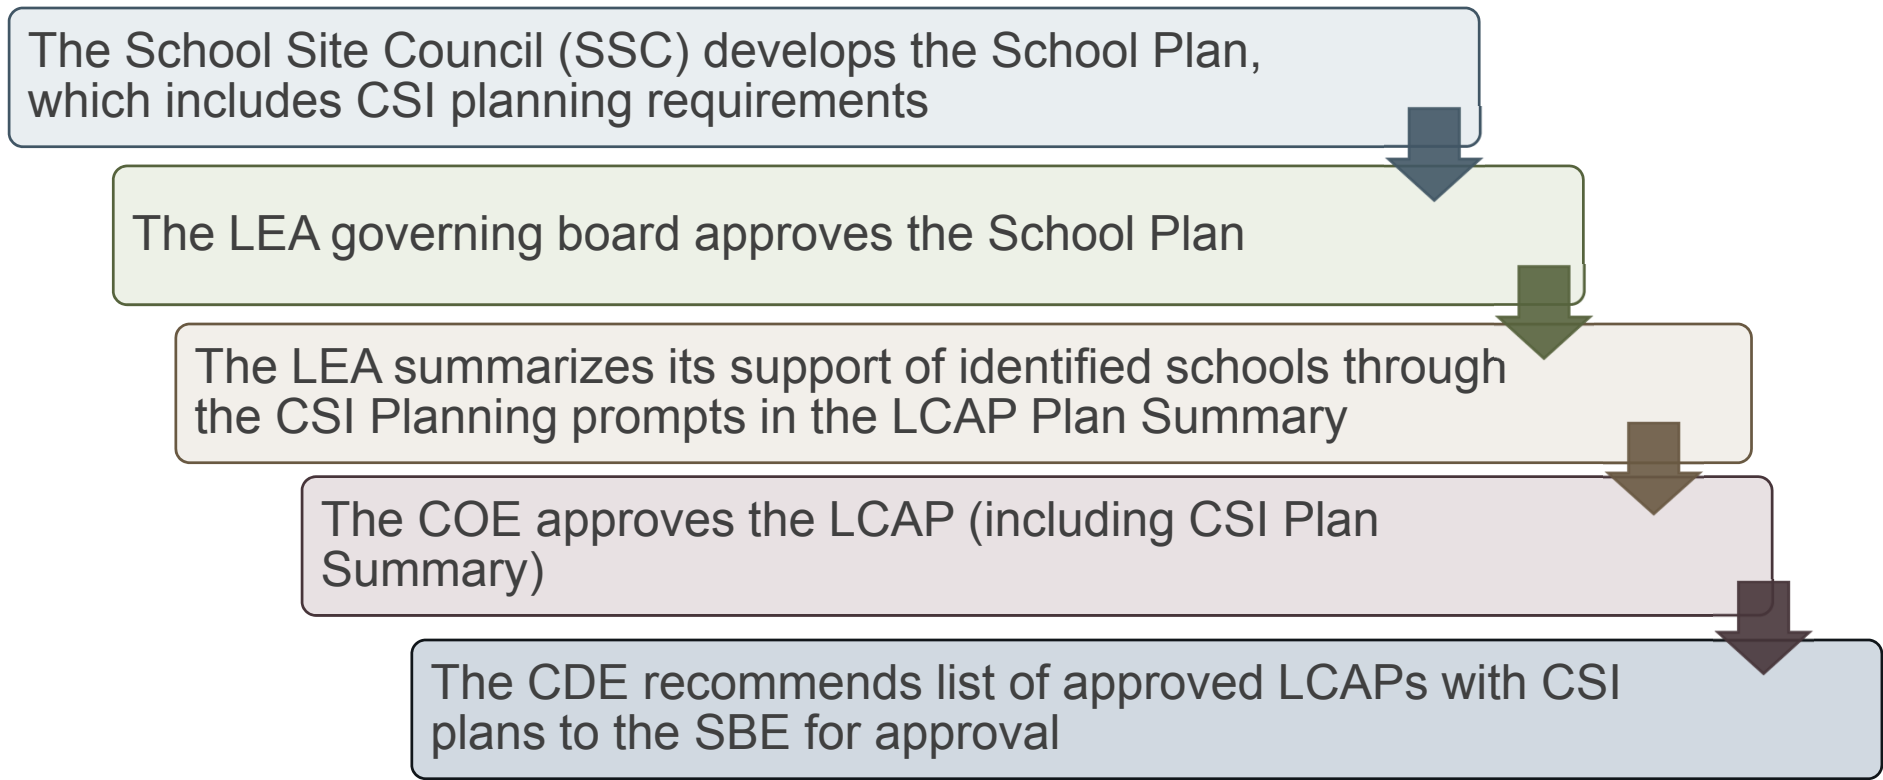 The School Site Council (SSC) develops the School Plan,
which includes CSI planning requirements
The LEA governing board approves the School Plan
The LEA summarizes its support of identified schools through
the CSI Planning prompts in the LCAP Plan Summary
The COE approves the LCAP (including CSI Plan
Summary)
The CDE recommends list of approved LCAPs with CSI
plans to the SBE for approval